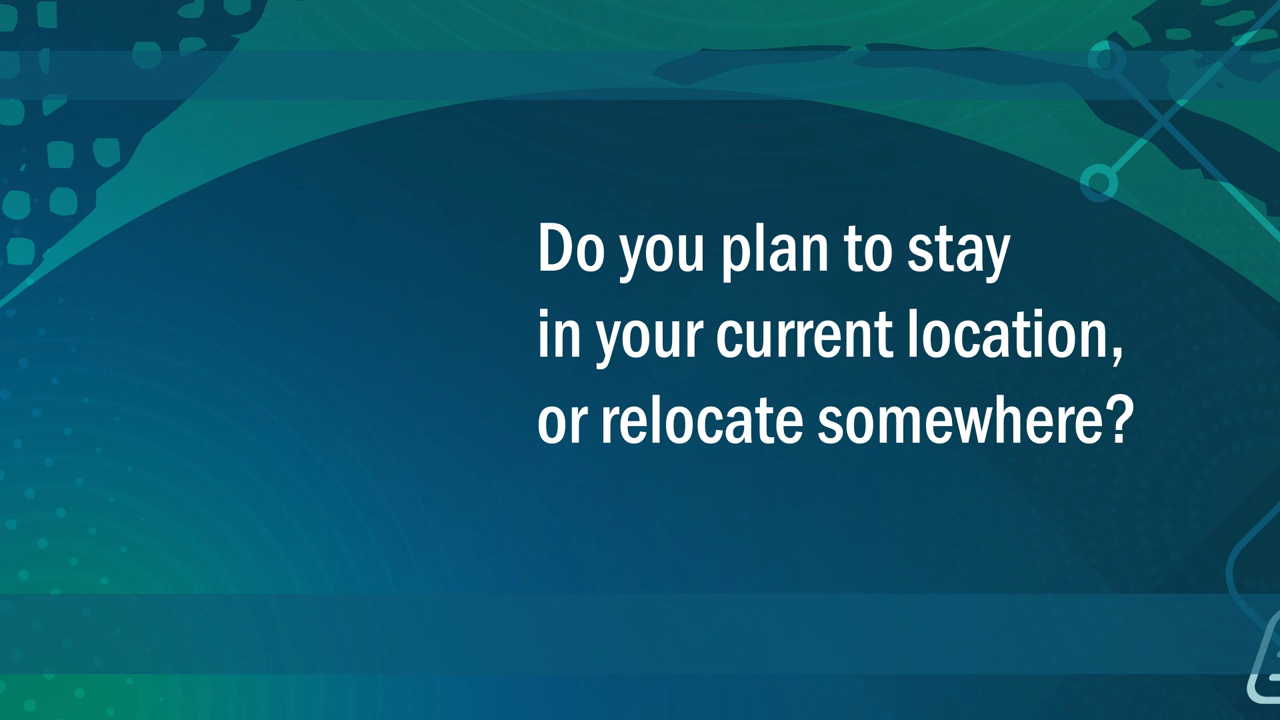 Do you plan to stay
in your current location,
or relocate somewhere?